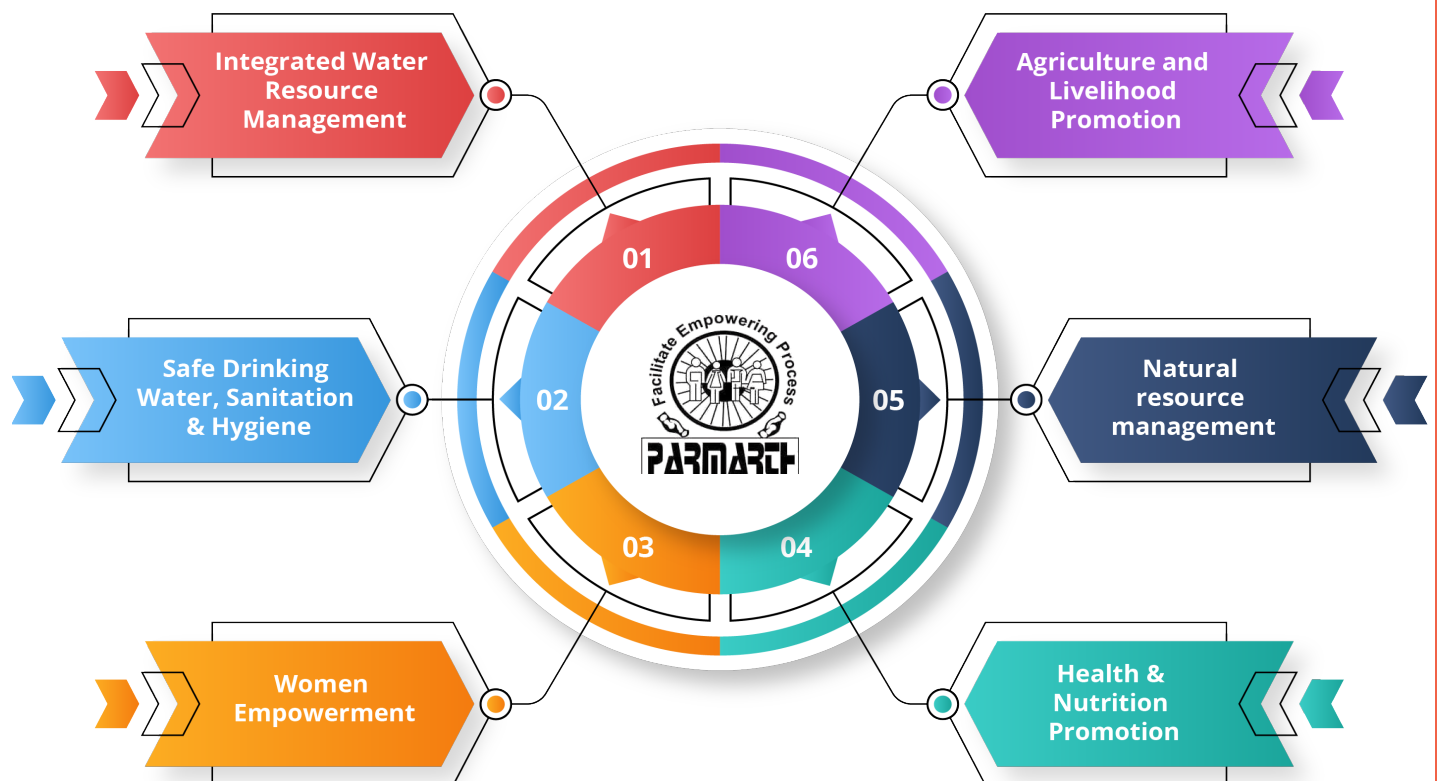 Integrated Water
Resource
Management
Agriculture and
Livelihood
Promotion
01
06
Facilitate Empowering Process
Safe Drinking
Water, Sanitation
& Hygiene
02
05
Natural
resource
management
PARMARTH
03
04
Women
Empowerment
Health &
Nutrition
Promotion